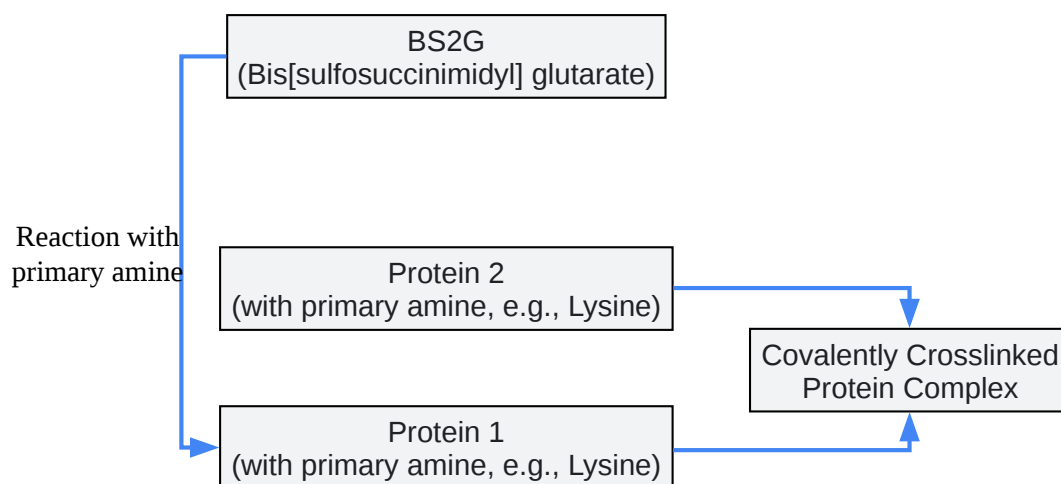 BS2G
(Bis[sulfosuccinimidyl] glutarate)
Reaction with
primary amine
Protein 2
(with primary amine, e.g., Lysine)
Covalently Crosslinked
Protein Complex
Protein 1
(with primary amine, e.g., Lysine)